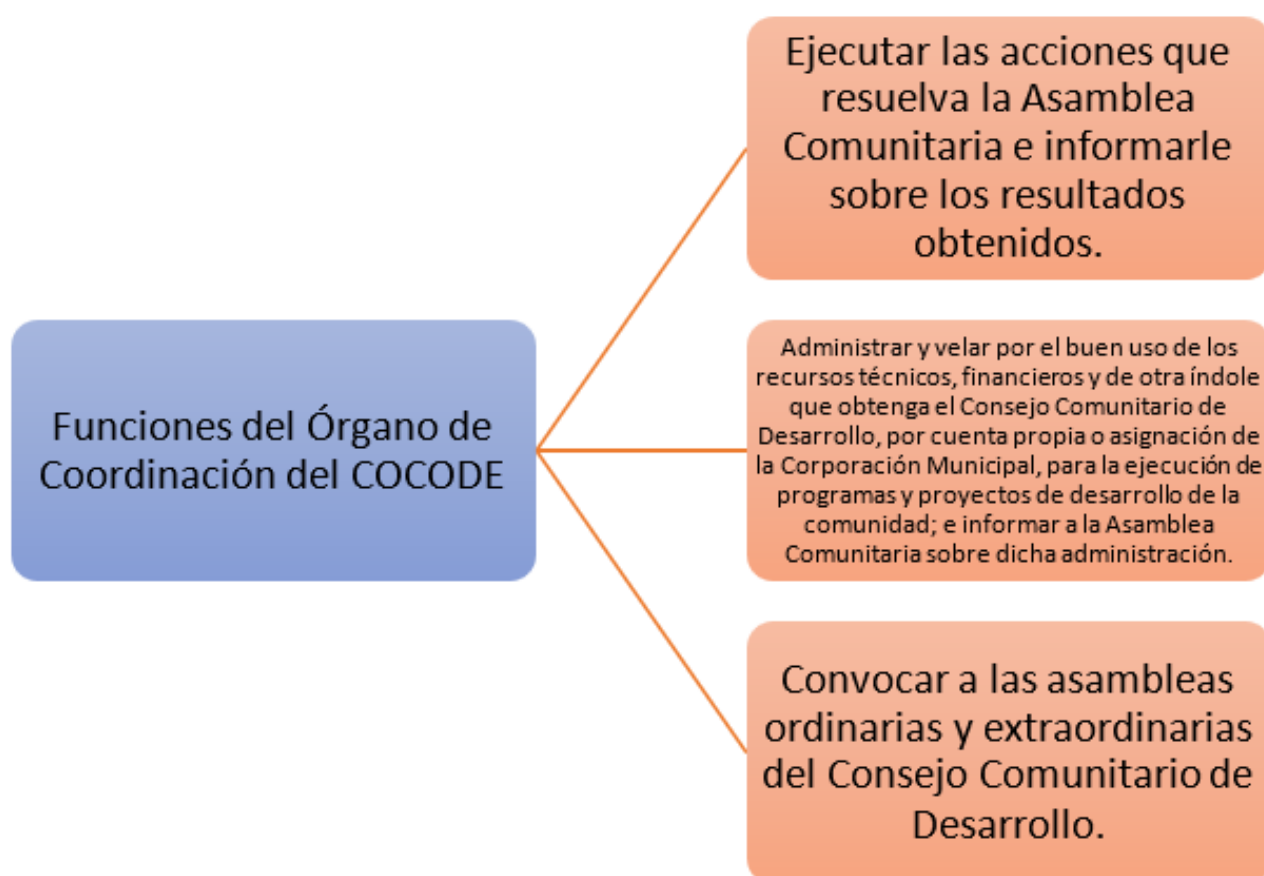 Funciones del Órgano de
Coordinación del COCODE
Ejecutar las acciones que
resuelva la Asamblea
Comunitaria e informarle
sobre los resultados
obtenidos.
Administrar y velar por el buen uso de los
recursos técnicos, financieros y de otra índole
que obtenga el Consejo Comunitario de
Desarrollo, por cuenta propia o asignación de
la Corporación Municipal, para la ejecución de
programas y proyectos de desarrollo de la
comunidad; e informar a la Asamblea
Comunitaria sobre dicha administración.
Convocar a las asambleas
ordinarias y extraordinarias
del Consejo Comunitario de
Desarrollo.